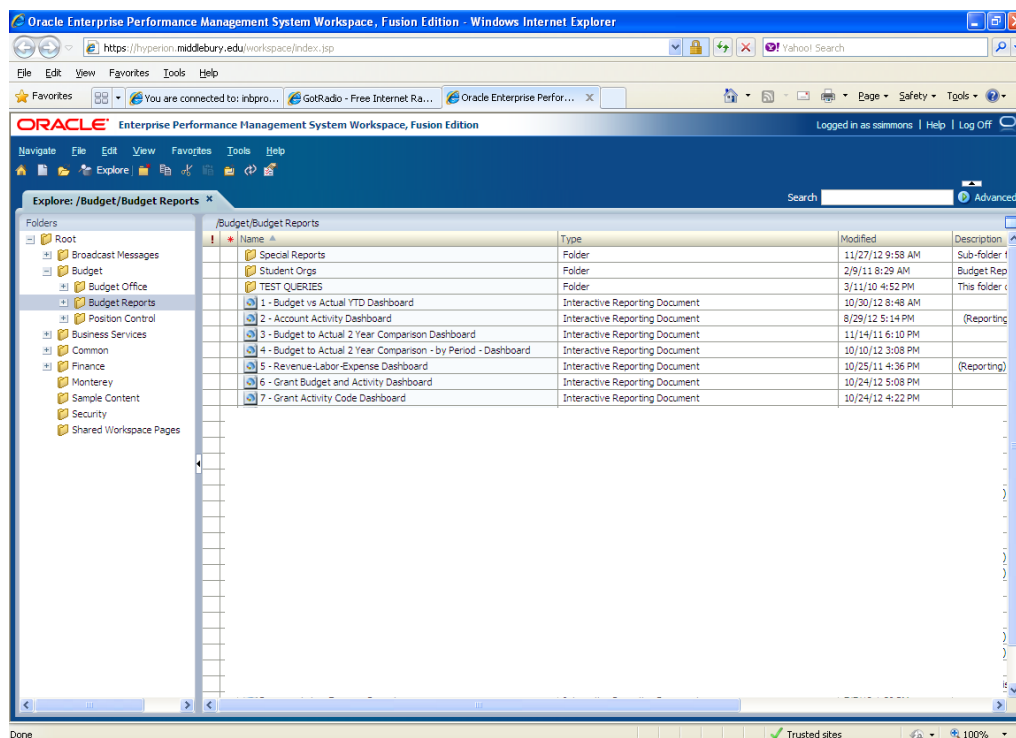 Oracle Enterprise Performance Management System Workspace, Fusion Edition - Windows Internet Explorer
https://hyperion.middlebury.edu/workspace/index.jsp
Yahoo! Search
File Edit View Favorites Tools Help
Favorites
You are connected to: inbpro...
GotRadio - Free Internet Ra...
Oracle Enterprise Perfor... X
Page Safety Tools
ORACLE Enterprise Performance Management System Workspace, Fusion Edition
Logged in as ssimmons | Help | Log Off
Navigate File Edit View Favorites Tools Help
Explore
Explore: /Budget/Budget Reports
Search
Advanced
Folders
/Budget/Budget Reports
Root
Broadcast Messages
Budget
Budget Office
Budget Reports
Position Control
Business Services
Common
Finance
Monterey
Sample Content
Security
Shared Workspace Pages
! * Name Type Modified Description
Special Reports Folder 11/27/12 9:58 AM Sub-folder
Student Orgs Folder 2/9/11 8:29 AM Budget Rep
TEST QUERIES Folder 3/11/10 4:52 PM This folder
1 - Budget vs Actual YTD Dashboard Interactive Reporting Document 10/30/12 8:48 AM
2 - Account Activity Dashboard Interactive Reporting Document 8/29/12 5:14 PM (Reporting
3 - Budget to Actual 2 Year Comparison Dashboard Interactive Reporting Document 11/14/11 6:10 PM
4 - Budget to Actual 2 Year Comparison - by Period - Dashboard Interactive Reporting Document 10/10/12 3:08 PM
5 - Revenue-Labor-Expense Dashboard Interactive Reporting Document 10/25/11 4:36 PM (Reporting)
6 - Grant Budget and Activity Dashboard Interactive Reporting Document 10/24/12 5:08 PM
7 - Grant Activity Code Dashboard Interactive Reporting Document 10/24/12 4:22 PM
Done
Trusted sites
100%